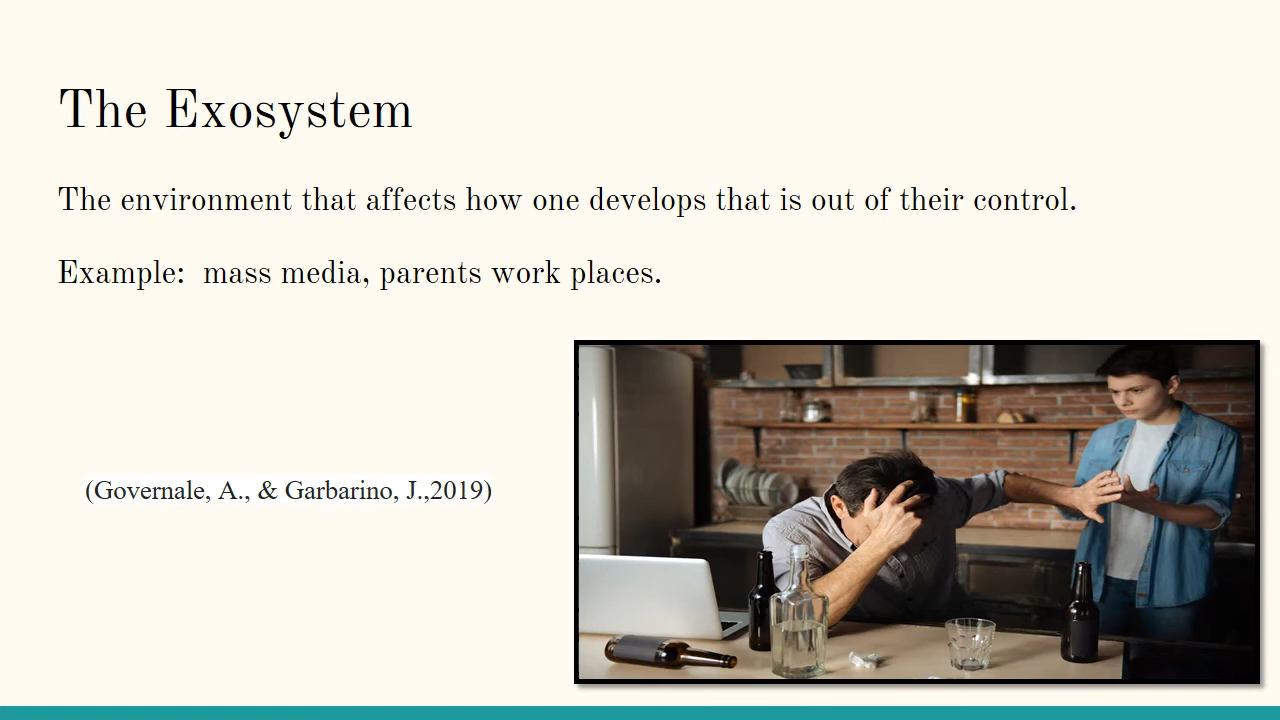 The Exosystem
The environment that affects how one develops that is out of their control.
Example:  mass media, parents work places.
(Governale, A., & Garbarino, J.,2019)